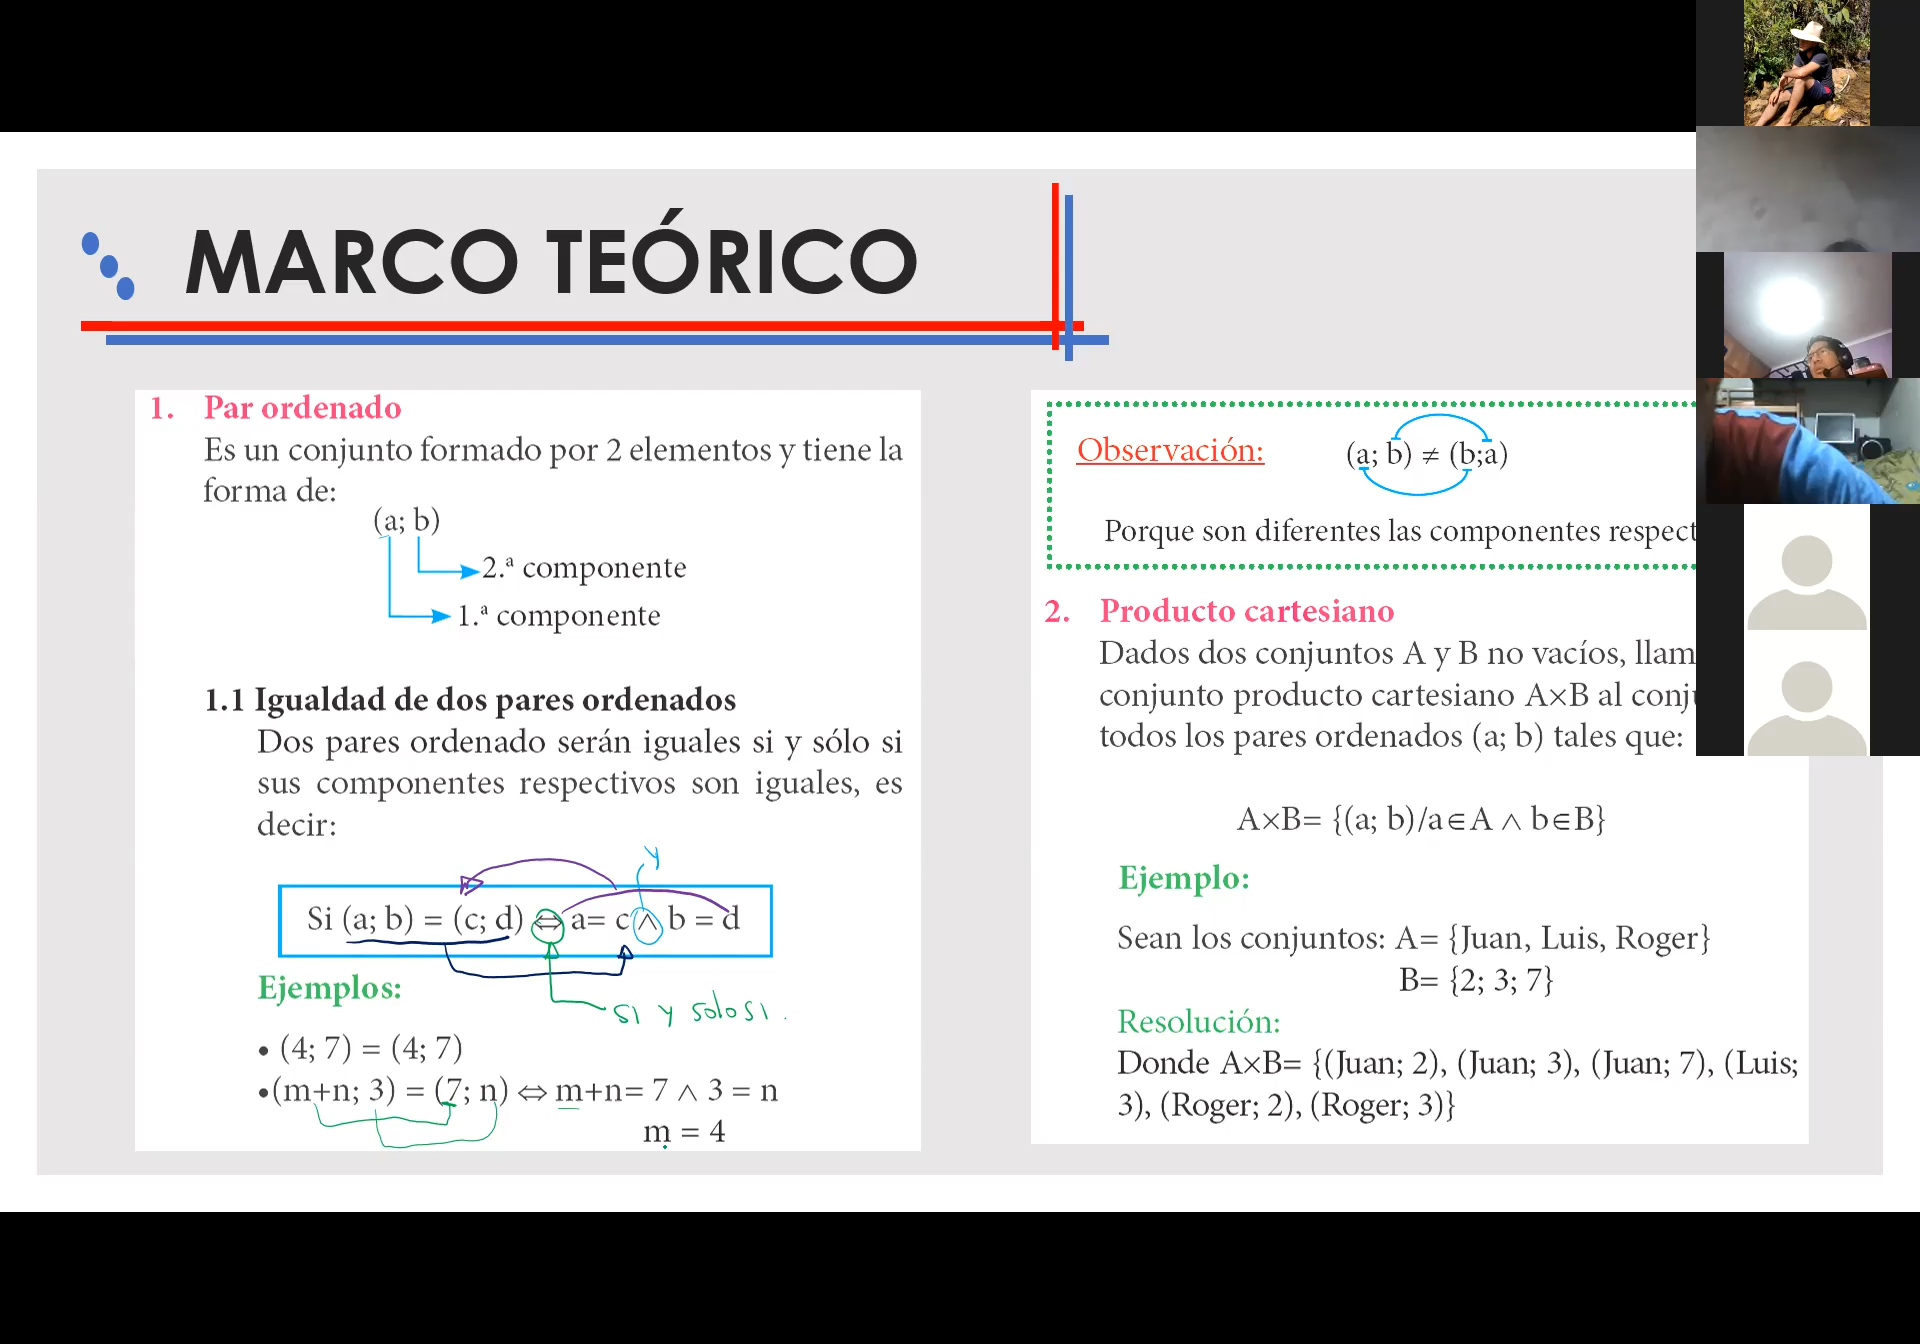 MARCO TEÓRICO
1. Par ordenado
Es un conjunto formado por 2 elementos y tiene la
forma de:
(a; b)
2.ª componente
1.ª componente
1.1 Igualdad de dos pares ordenados
Dos pares ordenado serán iguales si y sólo si
sus componentes respectivos son iguales, es
decir:
y
Si (a; b) = (c; d) ⇔ a= c ∧ b = d
Ejemplos:
SI Y SOLO SI.
• (4; 7) = (4; 7)
•(m+n; 3) = (7; n) ⇔ m+n= 7 ∧ 3 = n
m = 4
Observación: (a; b) ≠ (b;a)
Porque son diferentes las componentes respect
2. Producto cartesiano
Dados dos conjuntos A y B no vacíos, llam
conjunto producto cartesiano A×B al conj
todos los pares ordenados (a; b) tales que:
A×B= {(a; b)/a∈A ∧ b∈B}
Ejemplo:
Sean los conjuntos: A= {Juan, Luis, Roger}
B= {2; 3; 7}
Resolución:
Donde A×B= {(Juan; 2), (Juan; 3), (Juan; 7), (Luis;
3), (Roger; 2), (Roger; 3)}